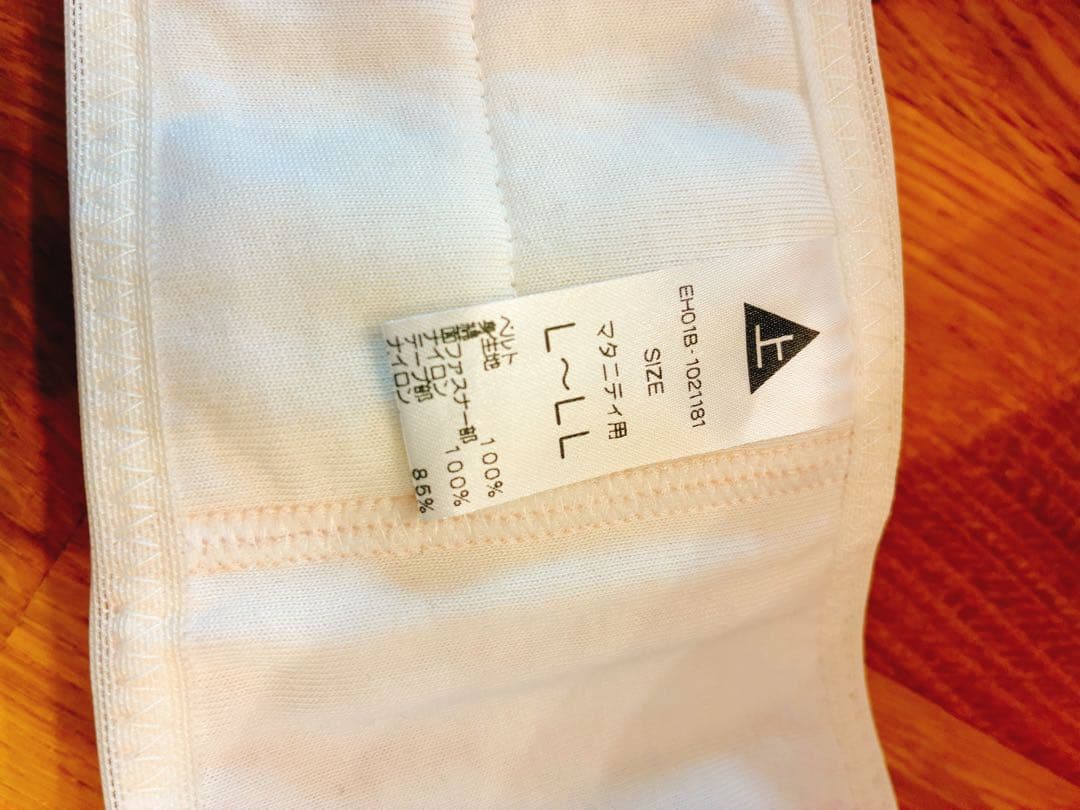 上
EH01B-1021181
SIZE
マタニティ用
L～LL
ベルト
身生地 100%
面ファスナー部
ナイロン 100%
テープ部
ナイロン 85%